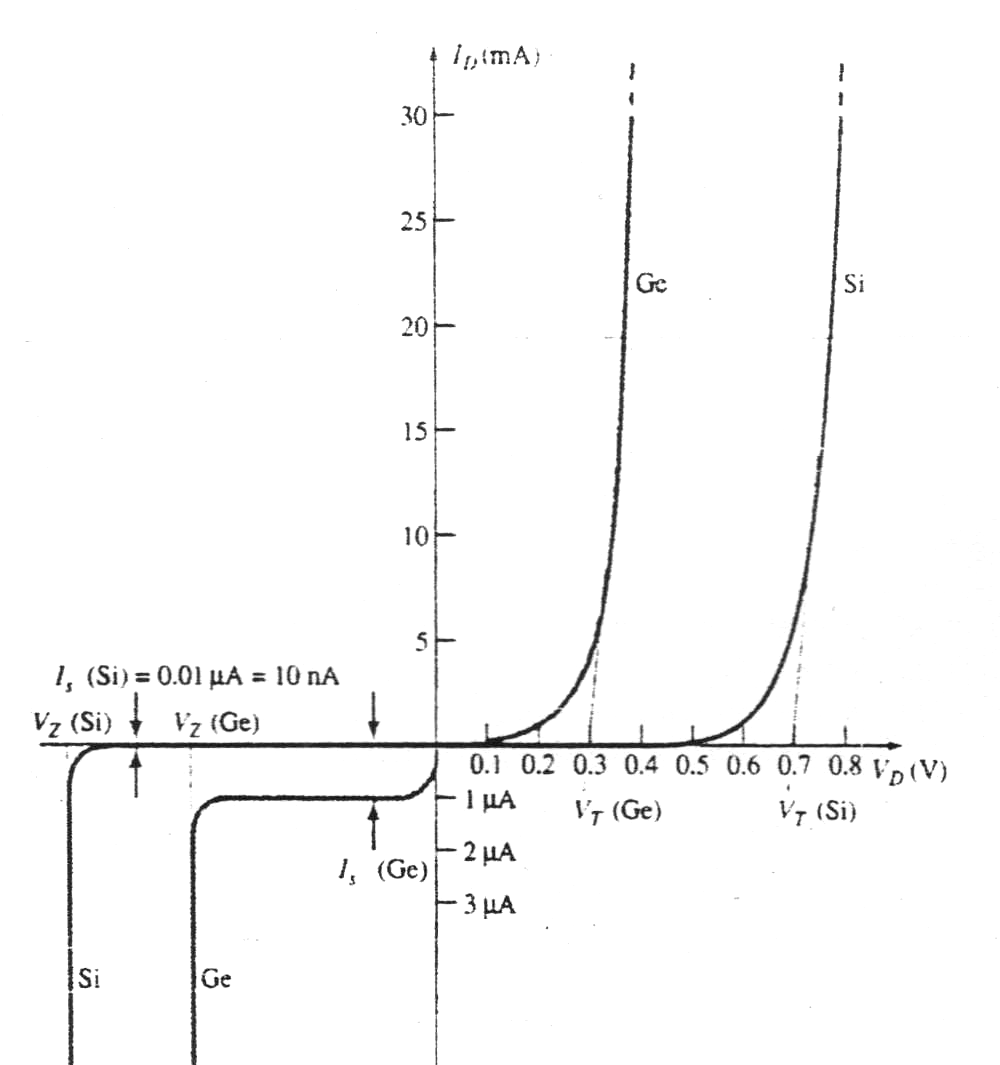 I_D (mA)
30
25
Ge
Si
20
15
10
5
I_s (Si) = 0.01 µA = 10 nA
V_Z (Si)
V_Z (Ge)
0.1 0.2 0.3 0.4 0.5 0.6 0.7 0.8 V_D (V)
1 µA
V_T (Ge)
V_T (Si)
2 µA
I_s (Ge)
3 µA
Si
Ge